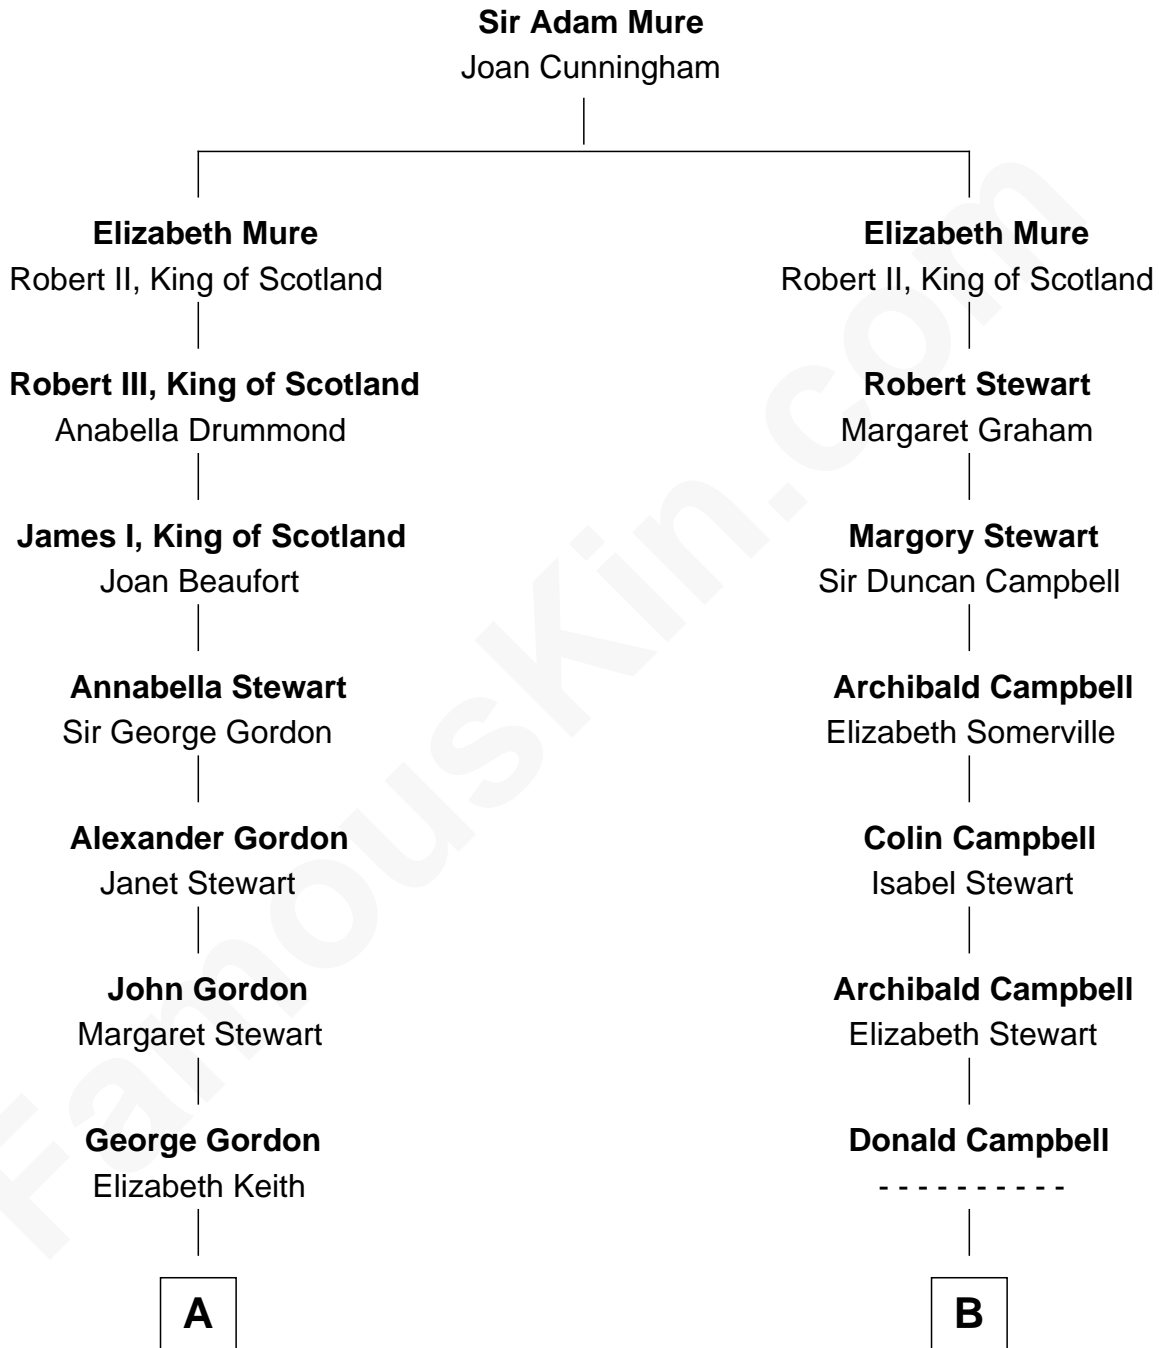 Sir Adam Mure
Joan Cunningham
Elizabeth Mure
Robert II, King of Scotland
Elizabeth Mure
Robert II, King of Scotland
Robert III, King of Scotland
Anabella Drummond
Robert Stewart
Margaret Graham
James I, King of Scotland
Joan Beaufort
Margory Stewart
Sir Duncan Campbell
Annabella Stewart
Sir George Gordon
Archibald Campbell
Elizabeth Somerville
Alexander Gordon
Janet Stewart
Colin Campbell
Isabel Stewart
John Gordon
Margaret Stewart
Archibald Campbell
Elizabeth Stewart
George Gordon
Elizabeth Keith
Donald Campbell
- - - - - - - - - -
A
B
FamousKin.com